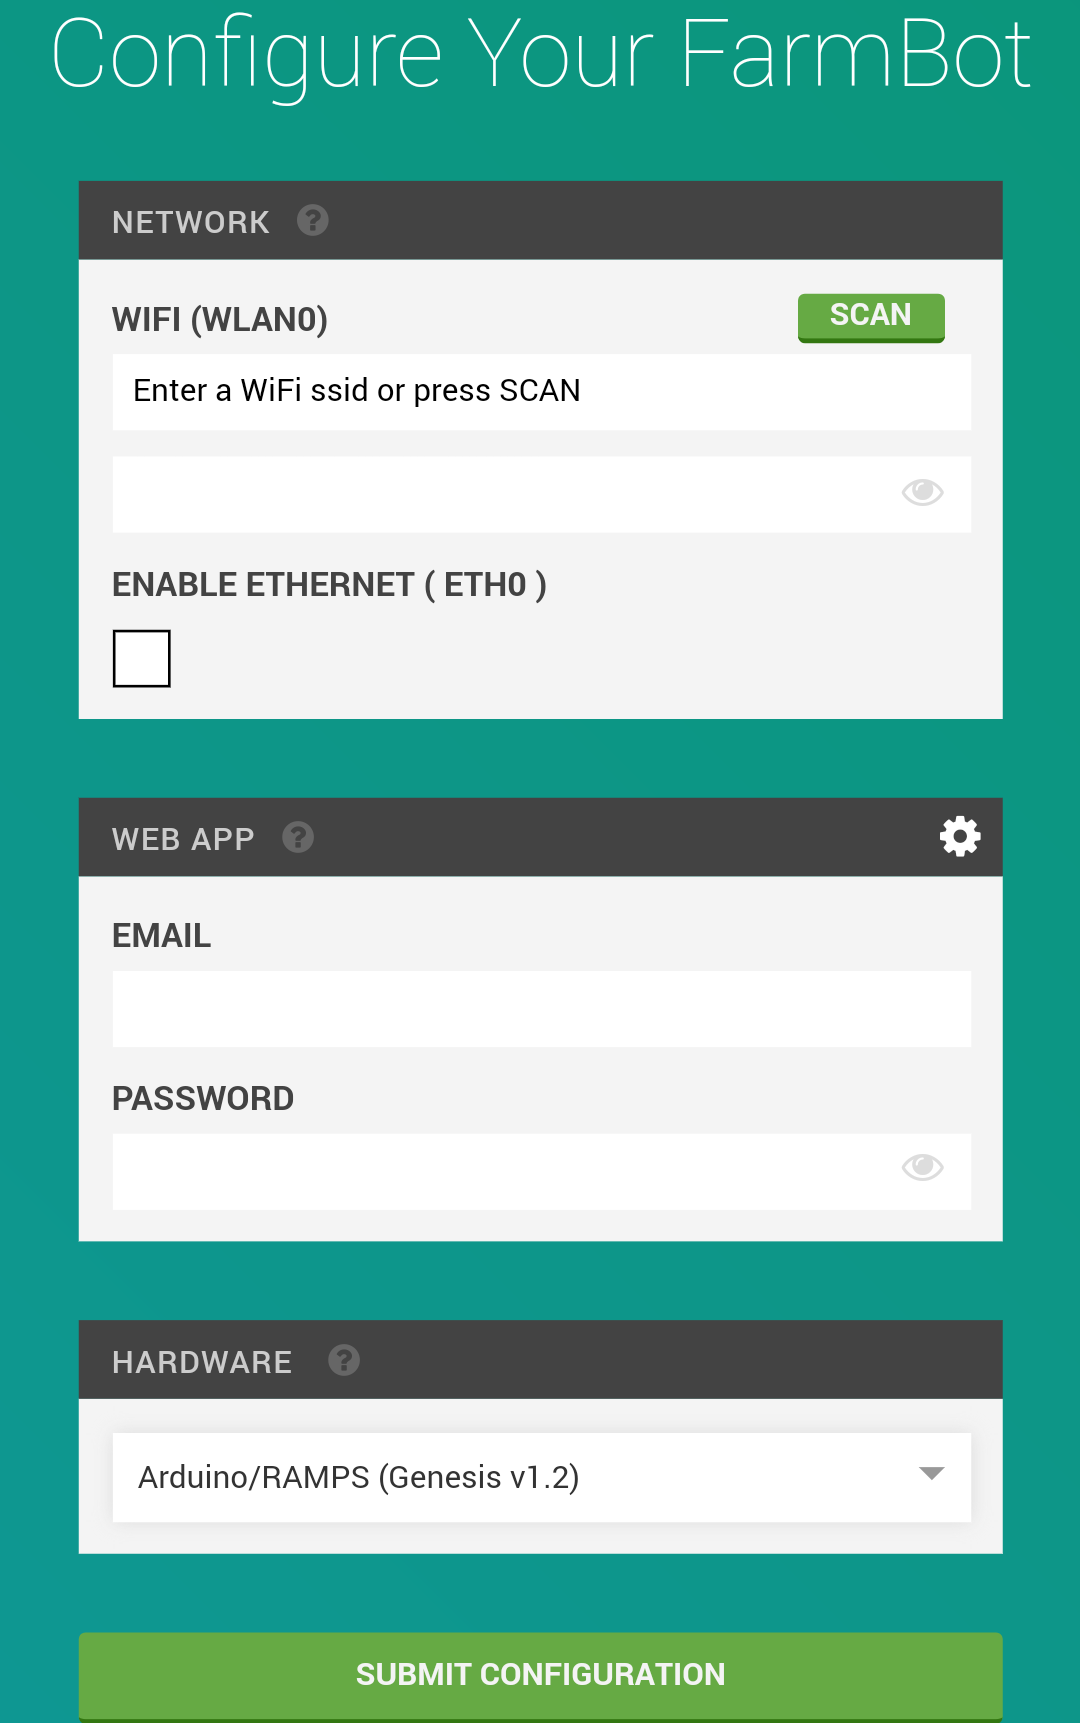 Configure Your FarmBot
NETWORK
WIFI (WLAN0)
SCAN
Enter a WiFi ssid or press SCAN
ENABLE ETHERNET ( ETH0 )
WEB APP
EMAIL
PASSWORD
HARDWARE
Arduino/RAMPS (Genesis v1.2)
SUBMIT CONFIGURATION